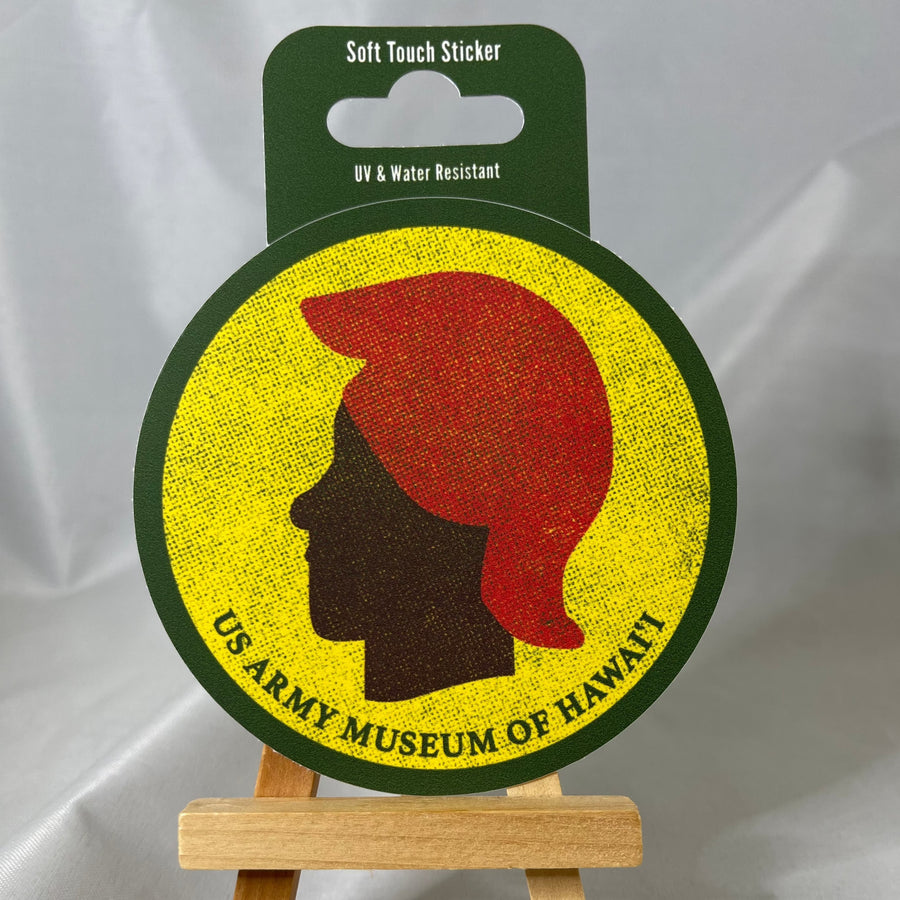 Soft Touch Sticker
UV & Water Resistant
US ARMY MUSEUM OF HAWAI'I